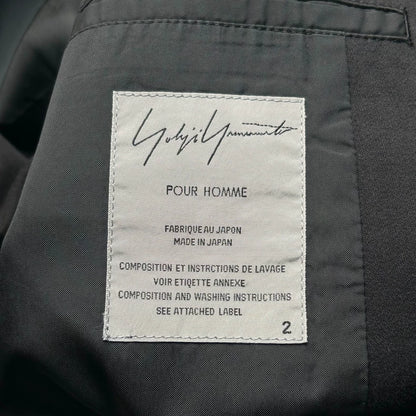 Yohji Yamamoto
POUR HOMME
FABRIQUE AU JAPON
MADE IN JAPAN
COMPOSITION ET INSTRCTIONS DE LAVAGE
VOIR ETIQETTE ANNEXE
COMPOSITION AND WASHING INSTRUCTIONS
SEE ATTACHED LABEL
2